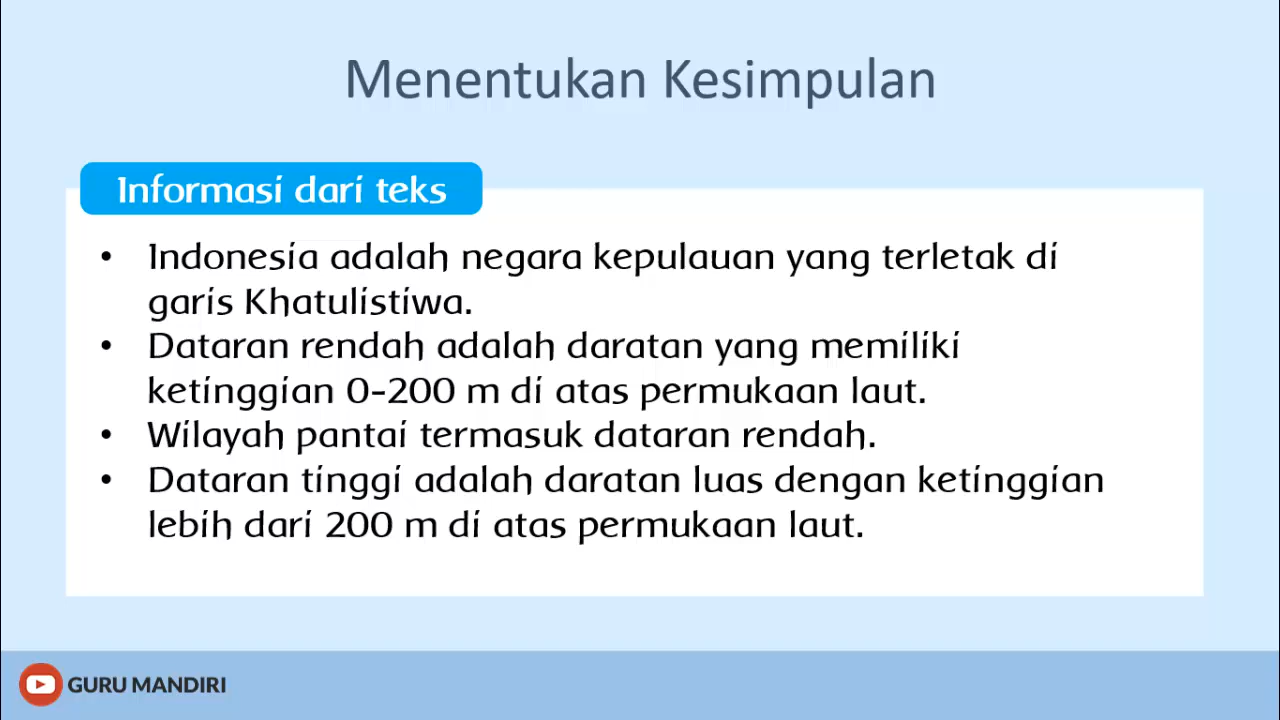 Menentukan Kesimpulan
Informasi dari teks
• Indonesia adalah negara kepulauan yang terletak di
garis Khatulistiwa.
• Dataran rendah adalah daratan yang memiliki
ketinggian 0-200 m di atas permukaan laut.
• Wilayah pantai termasuk dataran rendah.
• Dataran tinggi adalah daratan luas dengan ketinggian
lebih dari 200 m di atas permukaan laut.
GURU MANDIRI